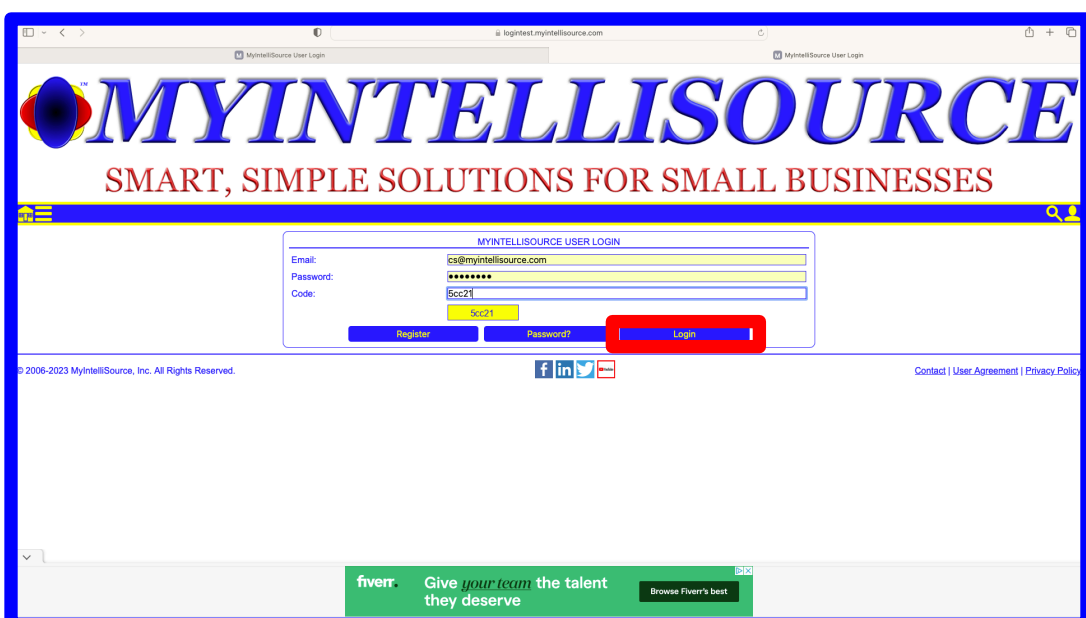 logintest.myintellisource.com
MyIntelliSource User Login
MyIntelliSource User Login
MYINTELLISOURCE
™
SMART, SIMPLE SOLUTIONS FOR SMALL BUSINESSES
MYINTELLISOURCE USER LOGIN
Email: cs@myintellisource.com
Password: ●●●●●●●●
Code: 5cc21
5cc21
Register Password? Login
© 2006-2023 MyIntelliSource, Inc. All Rights Reserved.
f in
Contact | User Agreement | Privacy Policy
fiverr. Give your team the talent
they deserve
Browse Fiverr's best